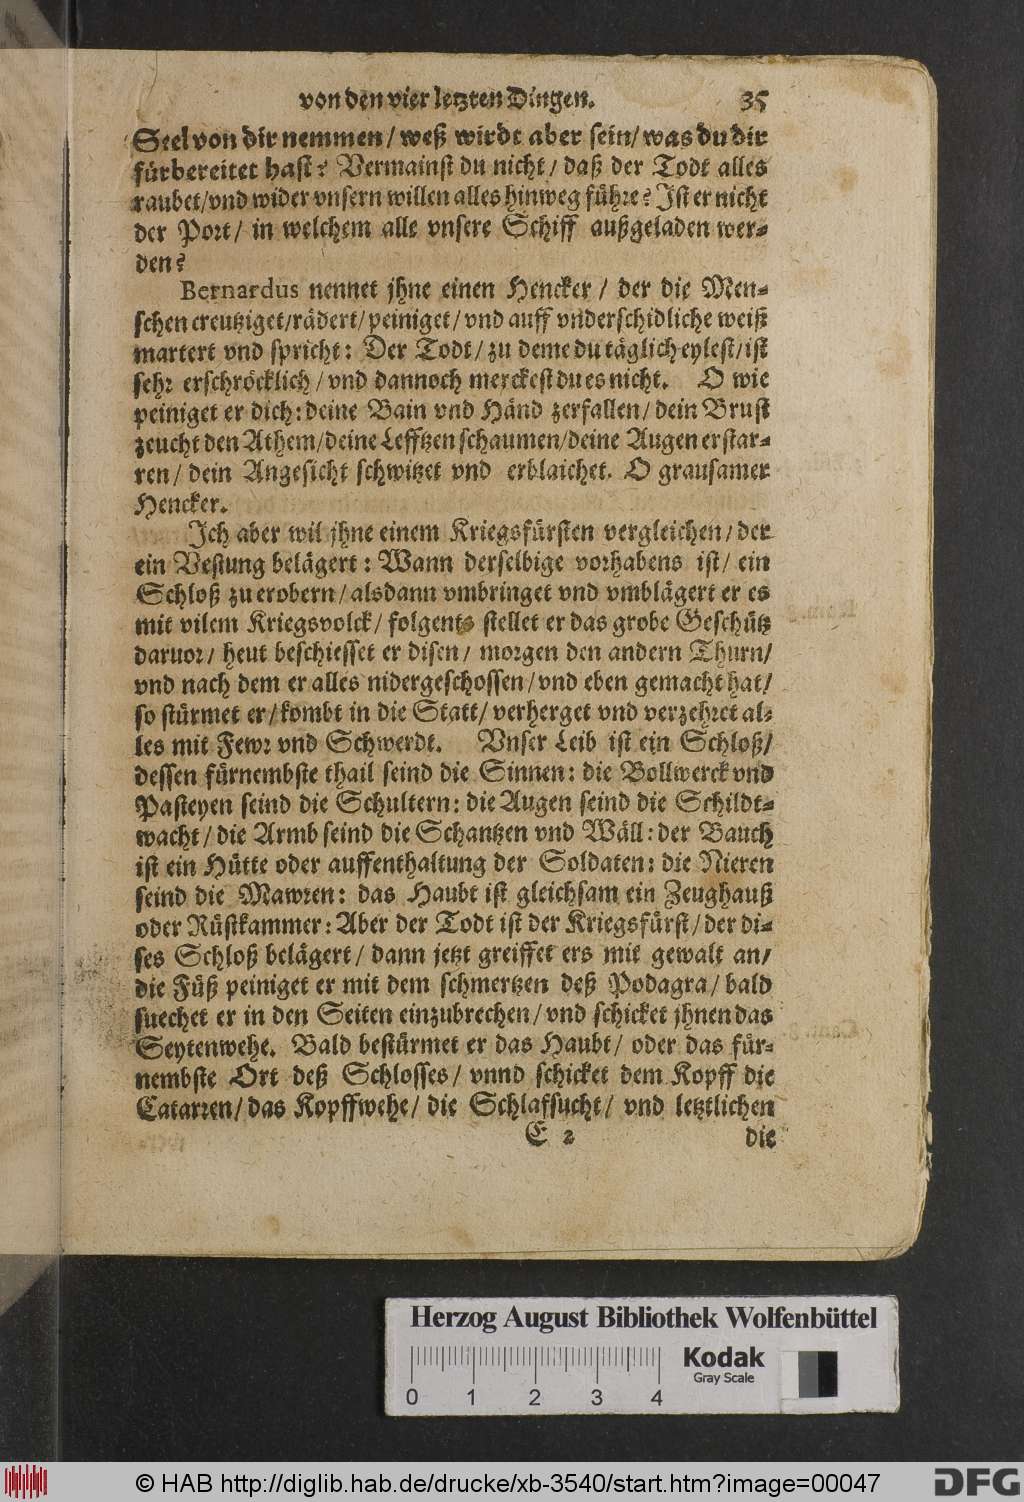 von den vier letzten Dingen. 35
Seel von dir nemmen / weß wirdt aber sein / was du dir
fürbereitet hast? Vermainst du nicht / daß der Todt alles
raubet / vnd wider vnsern willen alles hinweg führe? Ist er nicht
der Port / in welchem alle vnsere Schiff außgeladen wer-
den?
Bernardus nennet jhne einen Hencker / der die Men-
schen creutziget / rädert / peiniget / vnd auff vnderschidliche weiß
martert vnd spricht: Der Todt / zu deme du täglich eylest / ist
sehr erschröcklich / vnd dannoch merckest du es nicht. O wie
peiniget er dich: deine Bain vnd Händ zerfallen / dein Brust
zeucht den Athem / deine Lefftzen schaumen / deine Augen erstar-
ren / dein Angesicht schwitzet vnd erblaichet. O grausamer
Hencker.
Ich aber wil jhne einem Kriegsfürsten vergleichen / der
ein Vestung belägert: Wann derselbige vorhabens ist / ein
Schloß zu erobern / alsdann vmbringet vnd vmblägert er es
mit vilem Kriegsvolck / folgents stellet er das grobe Geschütz
daruor / heut beschiesset er disen / morgen den andern Thurn /
vnd nach dem er alles nidergeschossen / vnd eben gemacht hat /
so stürmet er / kombt in die Statt / verherget vnd verzehret al-
les mit Fewr vnd Schwerdt. Vnser Leib ist ein Schloß /
dessen fürnembste thail seind die Sinnen: die Bollwerck vnd
Pasteyen seind die Schultern: die Augen seind die Schildt-
wacht / die Armb seind die Schantzen vnd Wäll: der Bauch
ist ein Hütte oder auffenthaltung der Soldaten: die Nieren
seind die Mawren: das Haubt ist gleichsam ein Zeughauß
oder Rüstkammer: Aber der Todt ist der Kriegsfürst / der di-
ses Schloß belägert / dann jetzt greiffet ers mit gewalt an /
die Füß peiniget er mit dem schmertzen deß Podagra / bald
suechet er in den Seiten einzubrechen / vnd schicket jhnen das
Seytenwehe. Bald bestürmet er das Haubt / oder das für-
nembste Ort deß Schlosses / vnnd schicket dem Kopff die
Catarren / das Kopffwehe / die Schlafsucht / vnd letztlichen
E 2 die
Herzog August Bibliothek Wolfenbüttel
Kodak
Gray Scale
0 1 2 3 4
© HAB http://diglib.hab.de/drucke/xb-3540/start.htm?image=00047
DFG